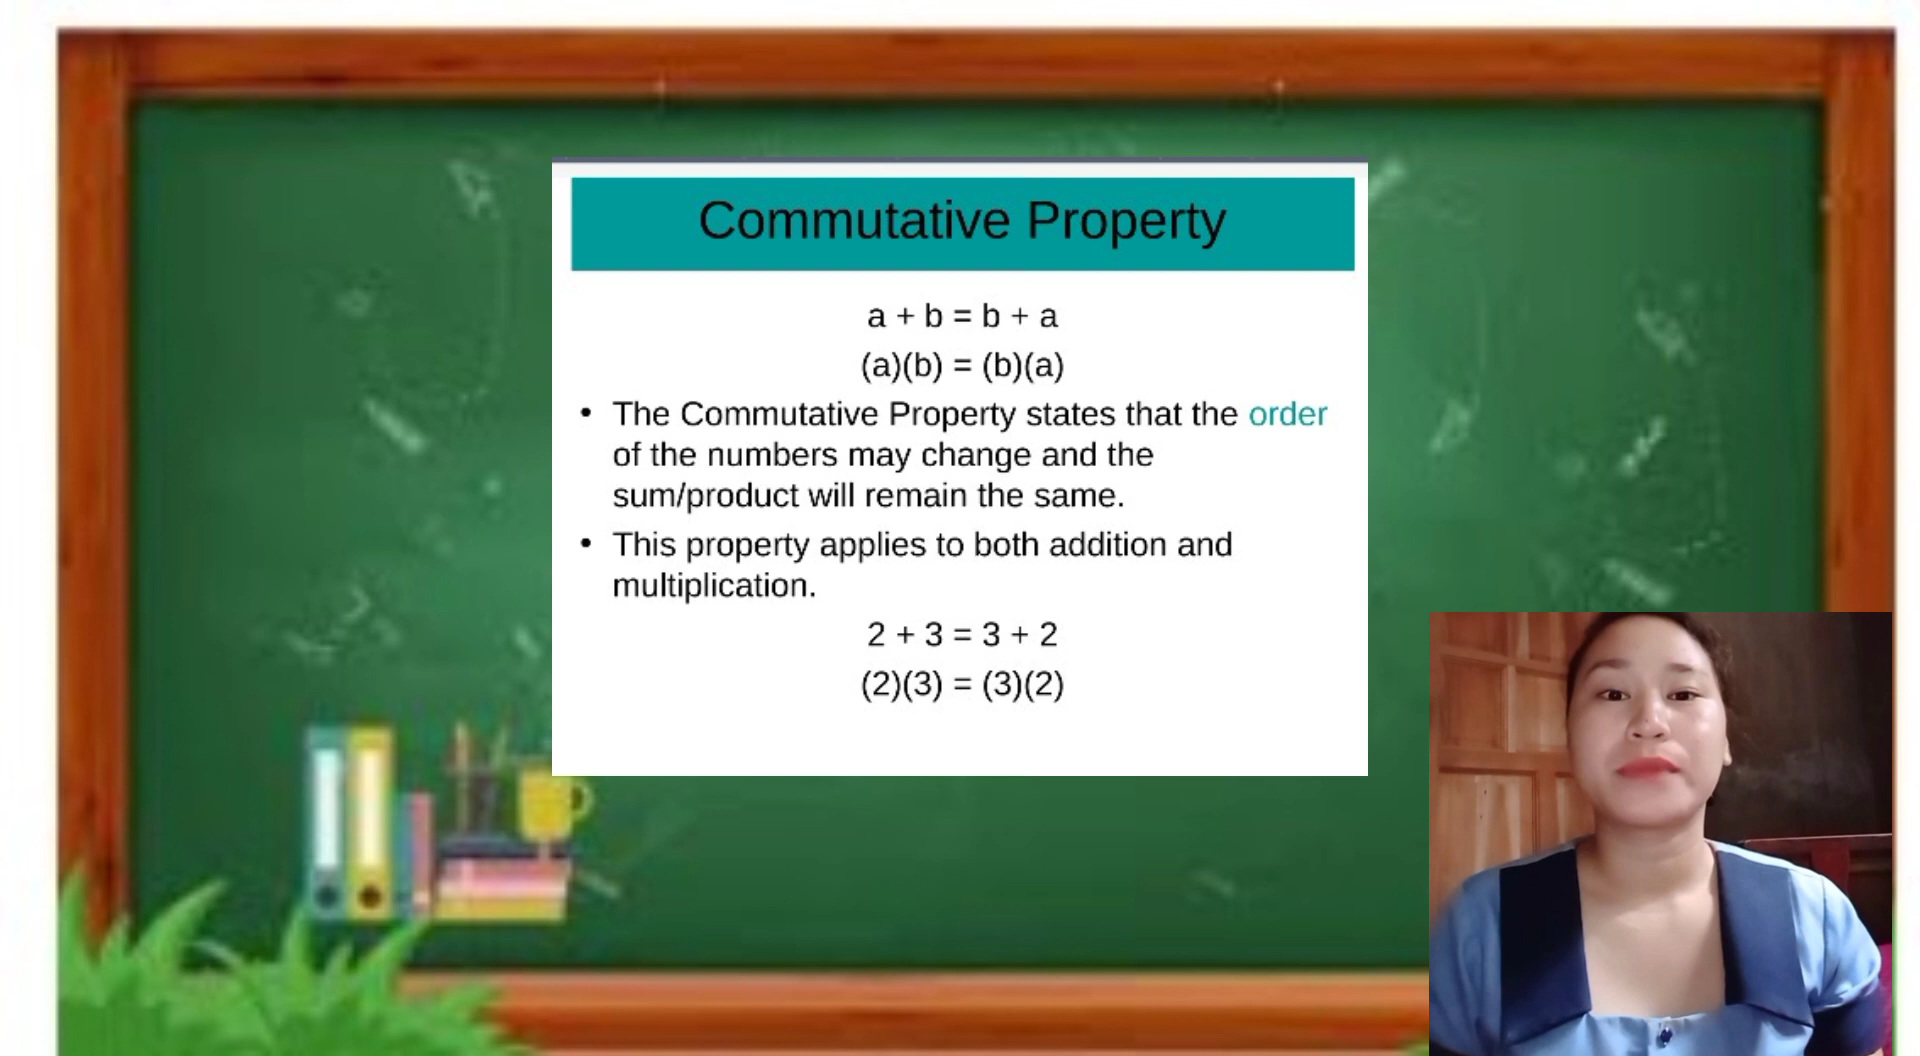 Commutative Property
a + b = b + a
(a)(b) = (b)(a)
• The Commutative Property states that the order
of the numbers may change and the
sum/product will remain the same.
• This property applies to both addition and
multiplication.
2 + 3 = 3 + 2
(2)(3) = (3)(2)